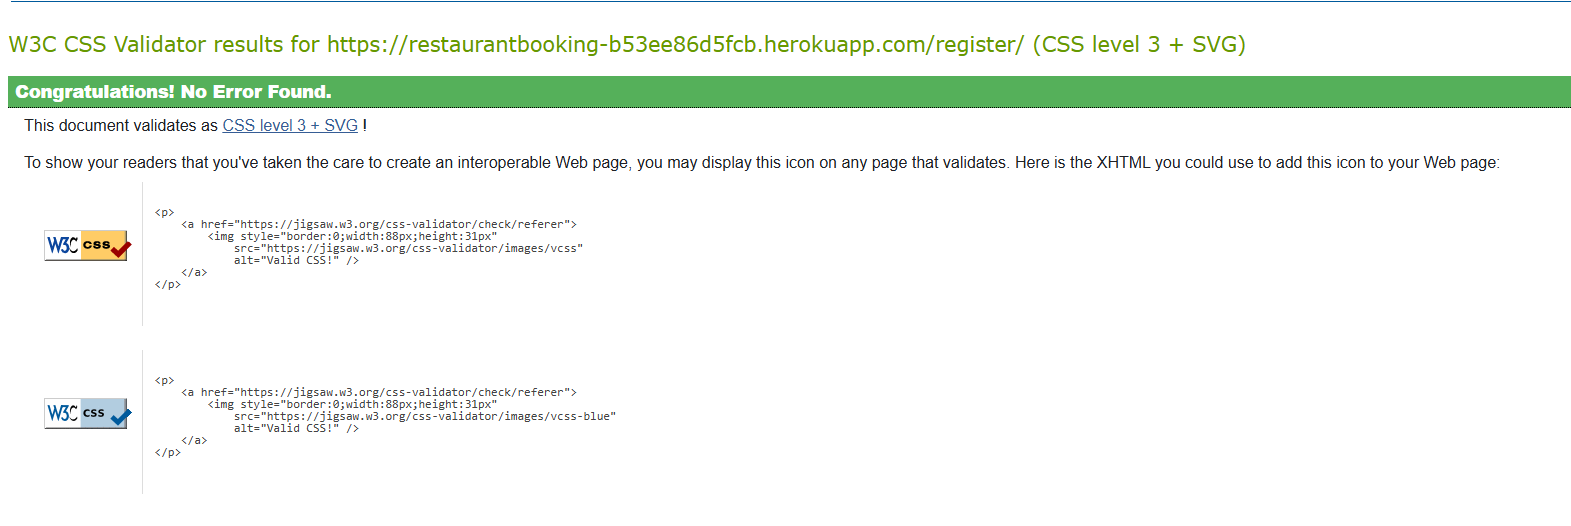 W3C CSS Validator results for https://restaurantbooking-b53ee86d5fcb.herokuapp.com/register/ (CSS level 3 + SVG)
Congratulations! No Error Found.
This document validates as CSS level 3 + SVG !
To show your readers that you've taken the care to create an interoperable Web page, you may display this icon on any page that validates. Here is the XHTML you could use to add this icon to your Web page:
W3C css
<p>
    <a href="https://jigsaw.w3.org/css-validator/check/referer">
        <img style="border:0;width:88px;height:31px"
            src="https://jigsaw.w3.org/css-validator/images/vcss"
            alt="Valid CSS!" />
    </a>
</p>
W3C css
<p>
    <a href="https://jigsaw.w3.org/css-validator/check/referer">
        <img style="border:0;width:88px;height:31px"
            src="https://jigsaw.w3.org/css-validator/images/vcss-blue"
            alt="Valid CSS!" />
    </a>
</p>